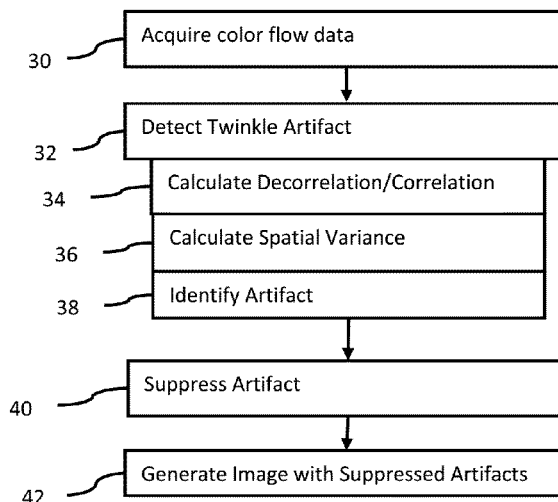 Acquire color flow data
30
Detect Twinkle Artifact
32
Calculate Decorrelation/Correlation
34
Calculate Spatial Variance
36
Identify Artifact
38
Suppress Artifact
40
Generate Image with Suppressed Artifacts
42